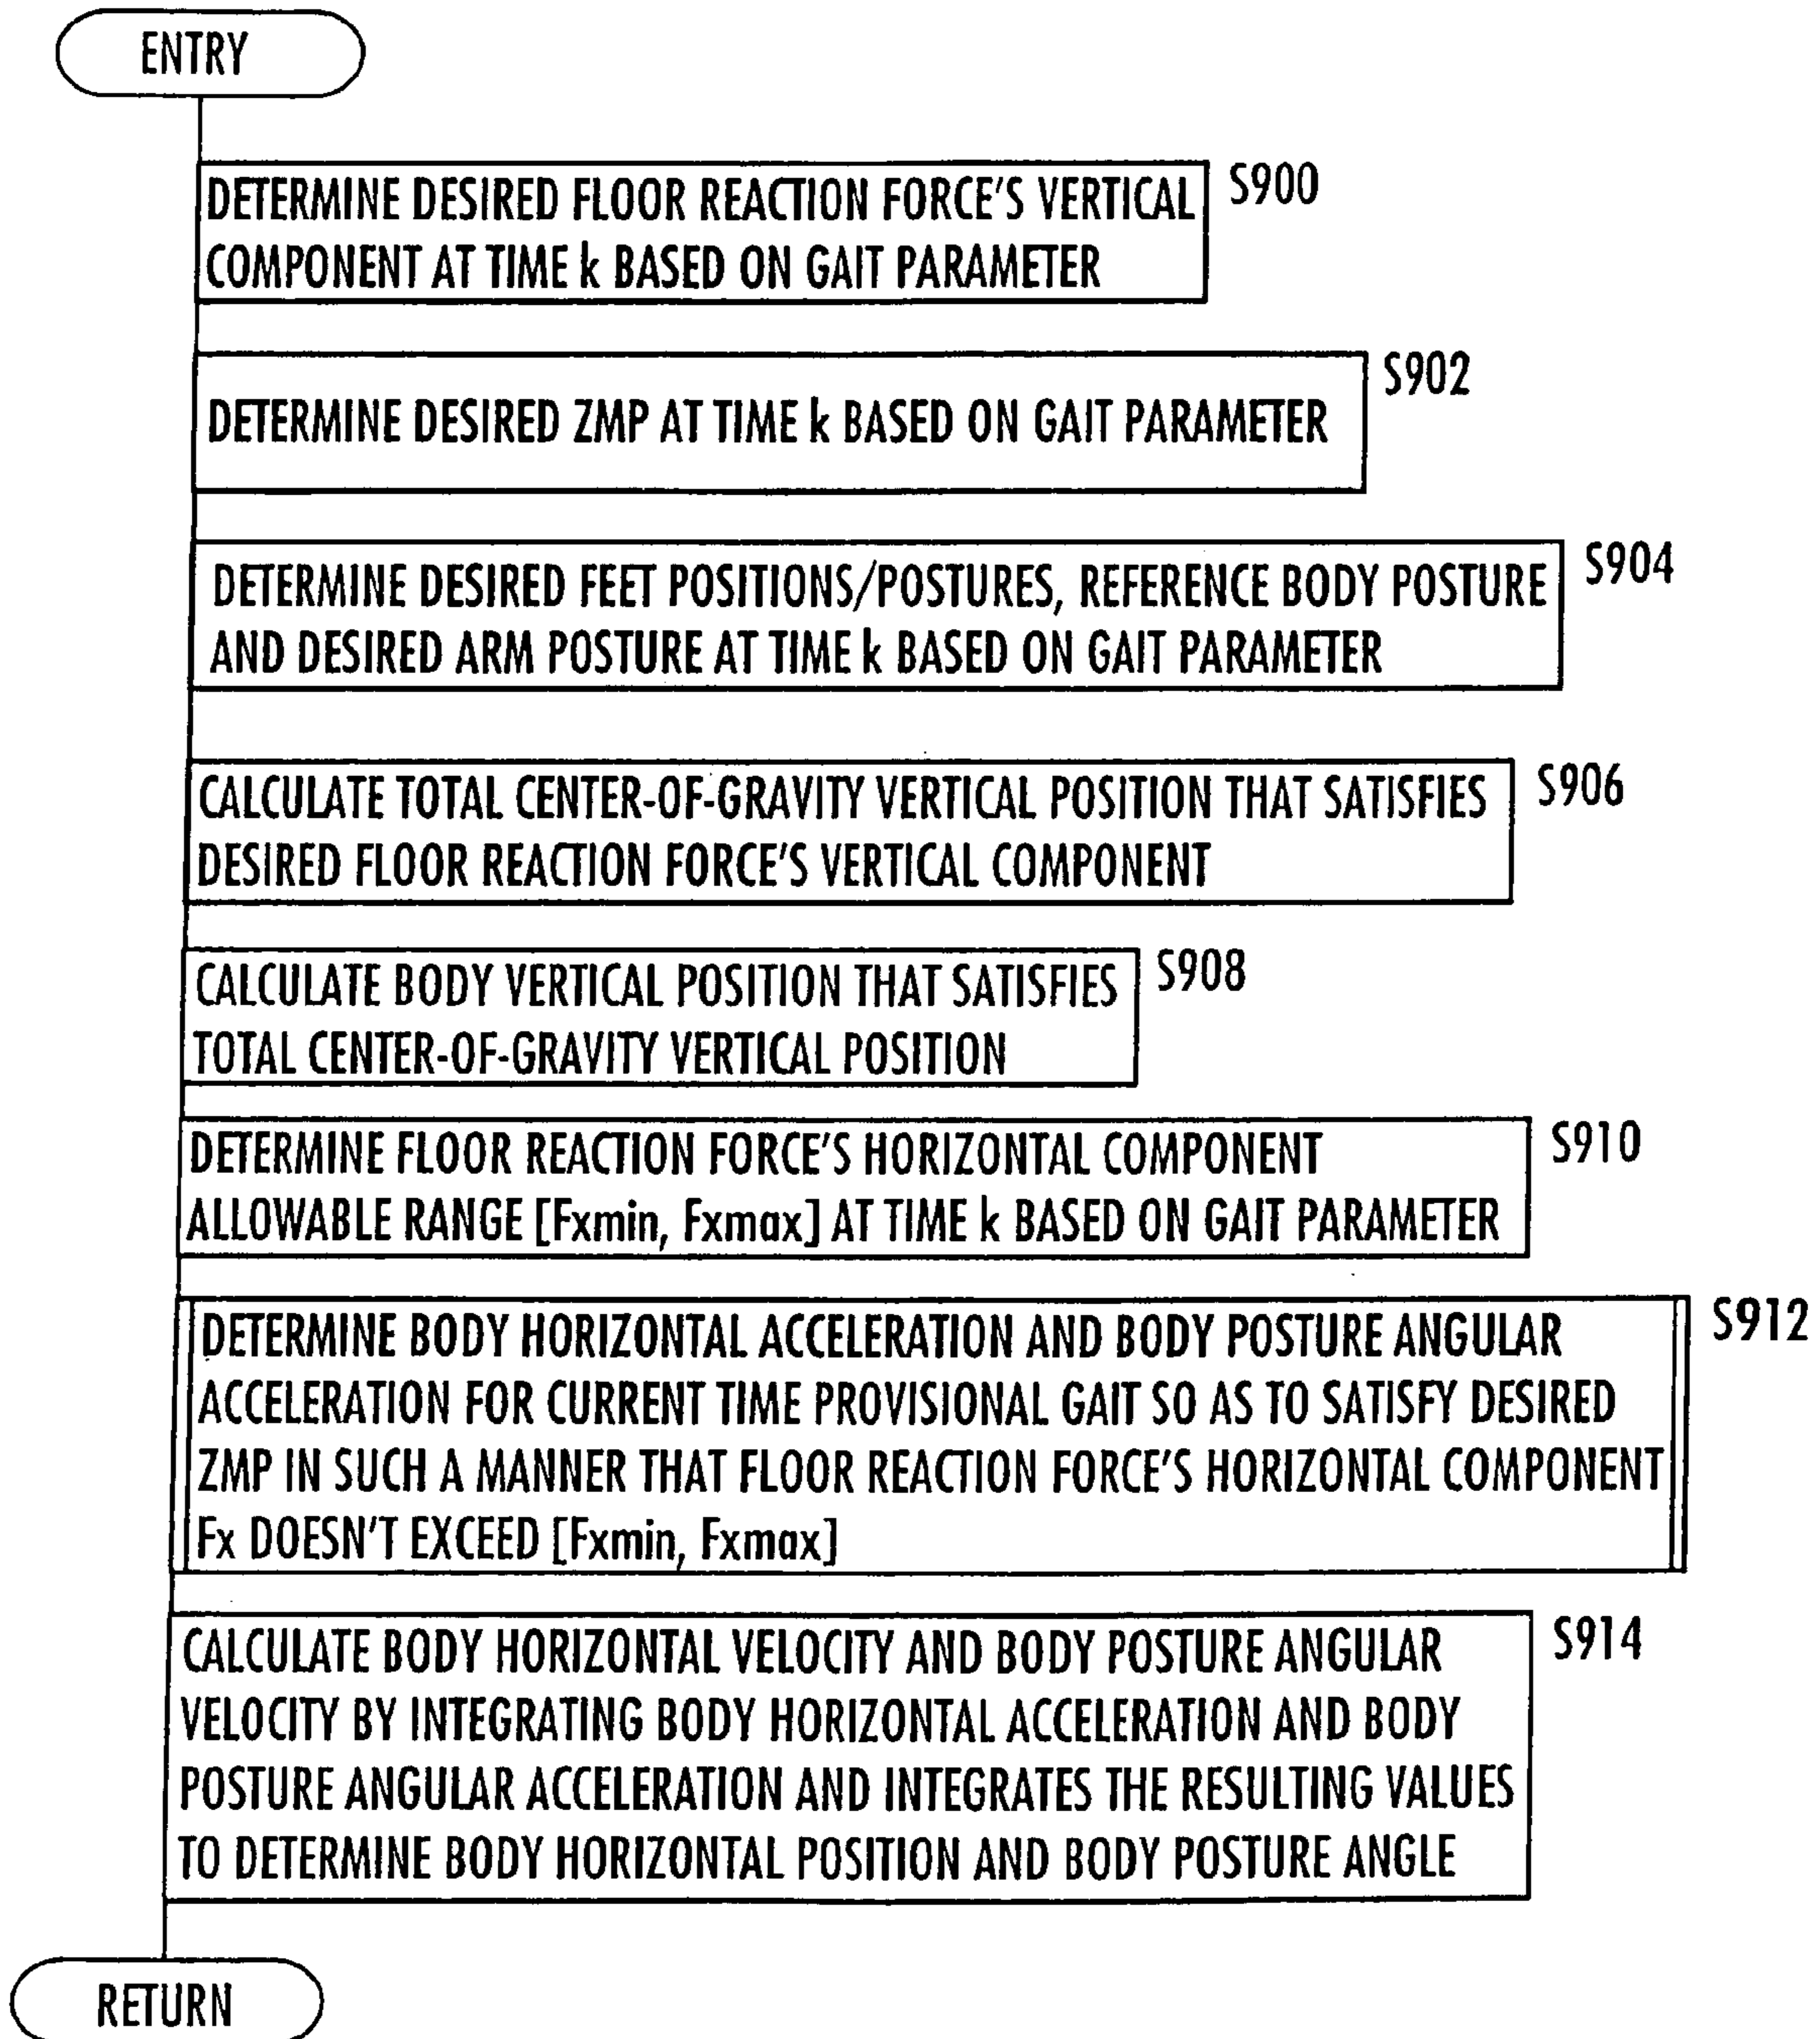 ENTRY
DETERMINE DESIRED FLOOR REACTION FORCE'S VERTICAL
COMPONENT AT TIME k BASED ON GAIT PARAMETER
S900
DETERMINE DESIRED ZMP AT TIME k BASED ON GAIT PARAMETER
S902
DETERMINE DESIRED FEET POSITIONS/POSTURES, REFERENCE BODY POSTURE
AND DESIRED ARM POSTURE AT TIME k BASED ON GAIT PARAMETER
S904
CALCULATE TOTAL CENTER-OF-GRAVITY VERTICAL POSITION THAT SATISFIES
DESIRED FLOOR REACTION FORCE'S VERTICAL COMPONENT
S906
CALCULATE BODY VERTICAL POSITION THAT SATISFIES
TOTAL CENTER-OF-GRAVITY VERTICAL POSITION
S908
DETERMINE FLOOR REACTION FORCE'S HORIZONTAL COMPONENT
ALLOWABLE RANGE [Fxmin, Fxmax] AT TIME k BASED ON GAIT PARAMETER
S910
DETERMINE BODY HORIZONTAL ACCELERATION AND BODY POSTURE ANGULAR
ACCELERATION FOR CURRENT TIME PROVISIONAL GAIT SO AS TO SATISFY DESIRED
ZMP IN SUCH A MANNER THAT FLOOR REACTION FORCE'S HORIZONTAL COMPONENT
Fx DOESN'T EXCEED [Fxmin, Fxmax]
S912
CALCULATE BODY HORIZONTAL VELOCITY AND BODY POSTURE ANGULAR
VELOCITY BY INTEGRATING BODY HORIZONTAL ACCELERATION AND BODY
POSTURE ANGULAR ACCELERATION AND INTEGRATES THE RESULTING VALUES
TO DETERMINE BODY HORIZONTAL POSITION AND BODY POSTURE ANGLE
S914
RETURN